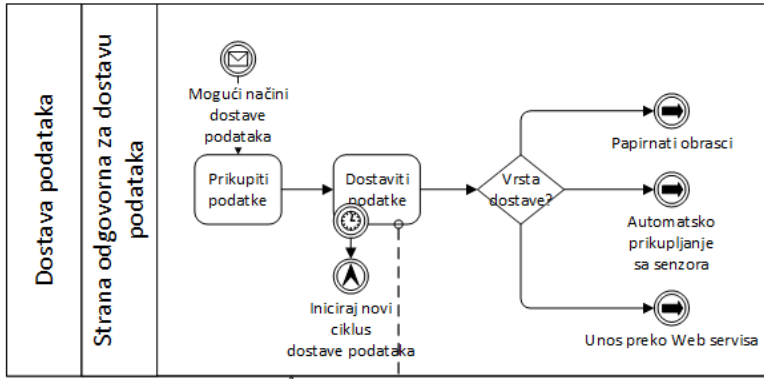 Dostava podataka
Strana odgovorna za dostavu
podataka
Mogući načini
dostave
podataka
Prikupiti
podatke
Dostaviti
podatke
Iniciraj novi
ciklus
dostave podataka
Vrsta
dostave?
Papirnati obrasci
Automatsko
prikupljanje
sa senzora
Unos preko Web servisa